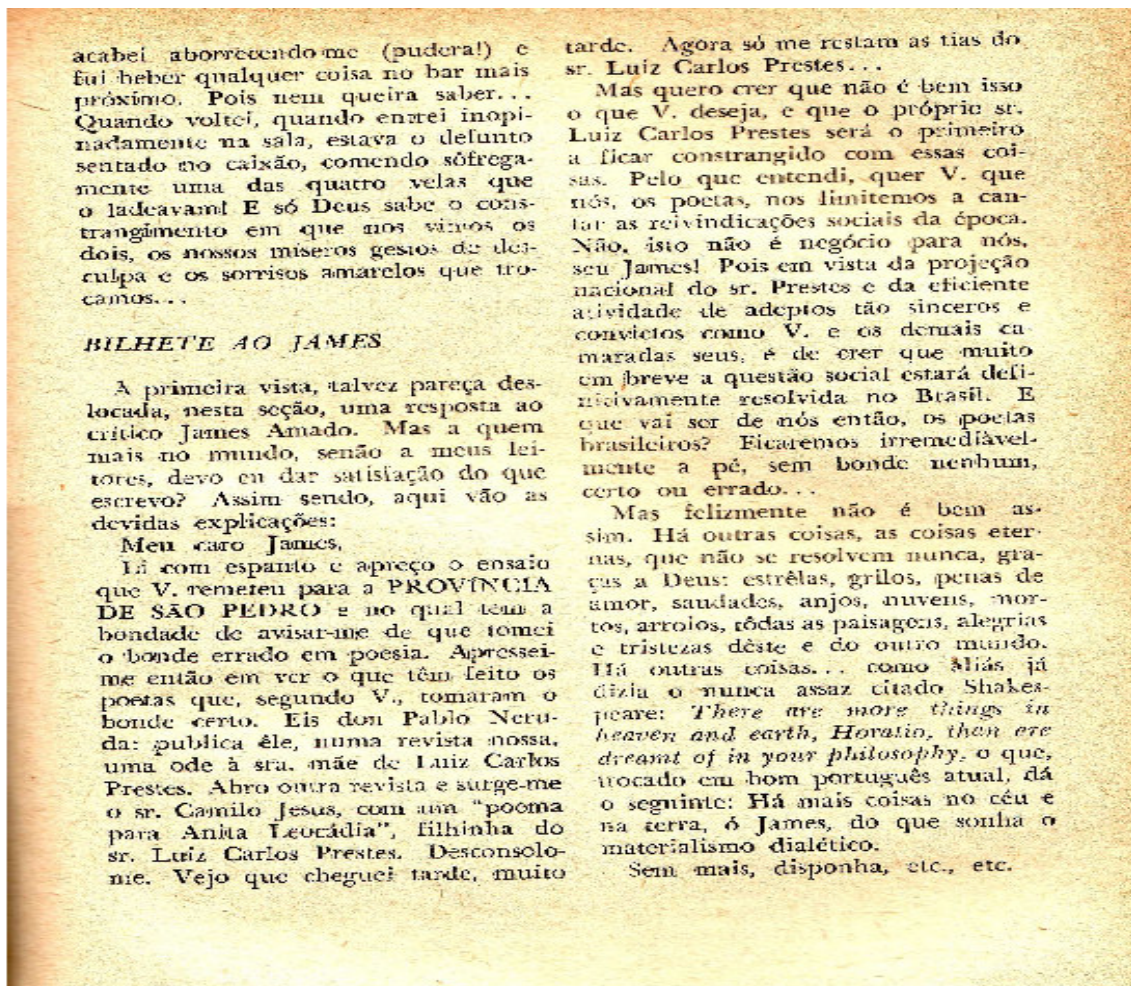 acabei aborrecendo-me (pudera!) e
fui beber qualquer coisa no bar mais
próximo. Pois nem queira saber...
Quando voltei, quando entrei inopi-
nadamente na sala, estava o defunto
sentado no caixão, comendo sôfrega-
mente uma das quatro velas que
o ladeavam! E só Deus sabe o cons-
trangimento em que nos vimos os
dois, os nossos míseros gestos de des-
culpa e os sorrisos amarelos que tro-
camos...
BILHETE AO JAMES
A primeira vista, talvez pareça des-
locada, nesta seção, uma resposta ao
crítico James Amado. Mas a quem
mais no mundo, senão a meus lei-
tores, devo eu dar satisfação do que
escrevo? Assim sendo, aqui vão as
devidas explicações:
Meu caro James,
Li com espanto e apreço o ensaio
que V. remeteu para a PROVÍNCIA
DE SÃO PEDRO e no qual tem a
bondade de avisar-me de que tomei
o bonde errado em poesia. Apressei-
me então em ver o que têm feito os
poetas que, segundo V., tomaram o
bonde certo. Eis don Pablo Neru-
da: publica êle, numa revista nossa,
uma ode à sra. mãe de Luiz Carlos
Prestes. Abro outra revista e surge-me
o sr. Camilo Jesus, com um "poema
para Anita Leocádia", filhinha do
sr. Luiz Carlos Prestes. Desconsolo-
me. Vejo que cheguei tarde, muito
tarde. Agora só me restam as tias do
sr. Luiz Carlos Prestes...
Mas quero crer que não é bem isso
o que V. deseja, e que o próprio sr.
Luiz Carlos Prestes será o primeiro
a ficar constrangido com essas coi-
sas. Pelo que entendi, quer V. que
nós, os poetas, nos limitemos a can-
tar as reivindicações sociais da época.
Não, isto não é negócio para nós,
seu James! Pois em vista da projeção
nacional do sr. Prestes e da eficiente
atividade de adeptos tão sinceros e
convictos como V. e os demais ca-
maradas seus, é de crer que muito
em breve a questão social estará defi-
nitivamente resolvida no Brasil. E
que vai ser de nós então, os poetas
brasileiros? Ficaremos irremediàvel-
mente a pé, sem bonde nenhum,
certo ou errado...
Mas felizmente não é bem as-
sim. Há outras coisas, as coisas eter-
nas, que não se resolvem nunca, gra-
ças a Deus: estrêlas, grilos, penas de
amor, saudades, anjos, nuvens, mor-
tos, arroios, tôdas as paisagens, alegrias
e tristezas dêste e do outro mundo.
Há outras coisas... como aliás já
dizia o nunca assaz citado Shakes-
peare: There are more things in
heaven and earth, Horatio, than are
dreamt of in your philosophy, o que,
trocado em bom português atual, dá
o seguinte: Há mais coisas no céu e
na terra, ó James, do que sonha o
materialismo dialético.
Sem mais, disponha, etc., etc.